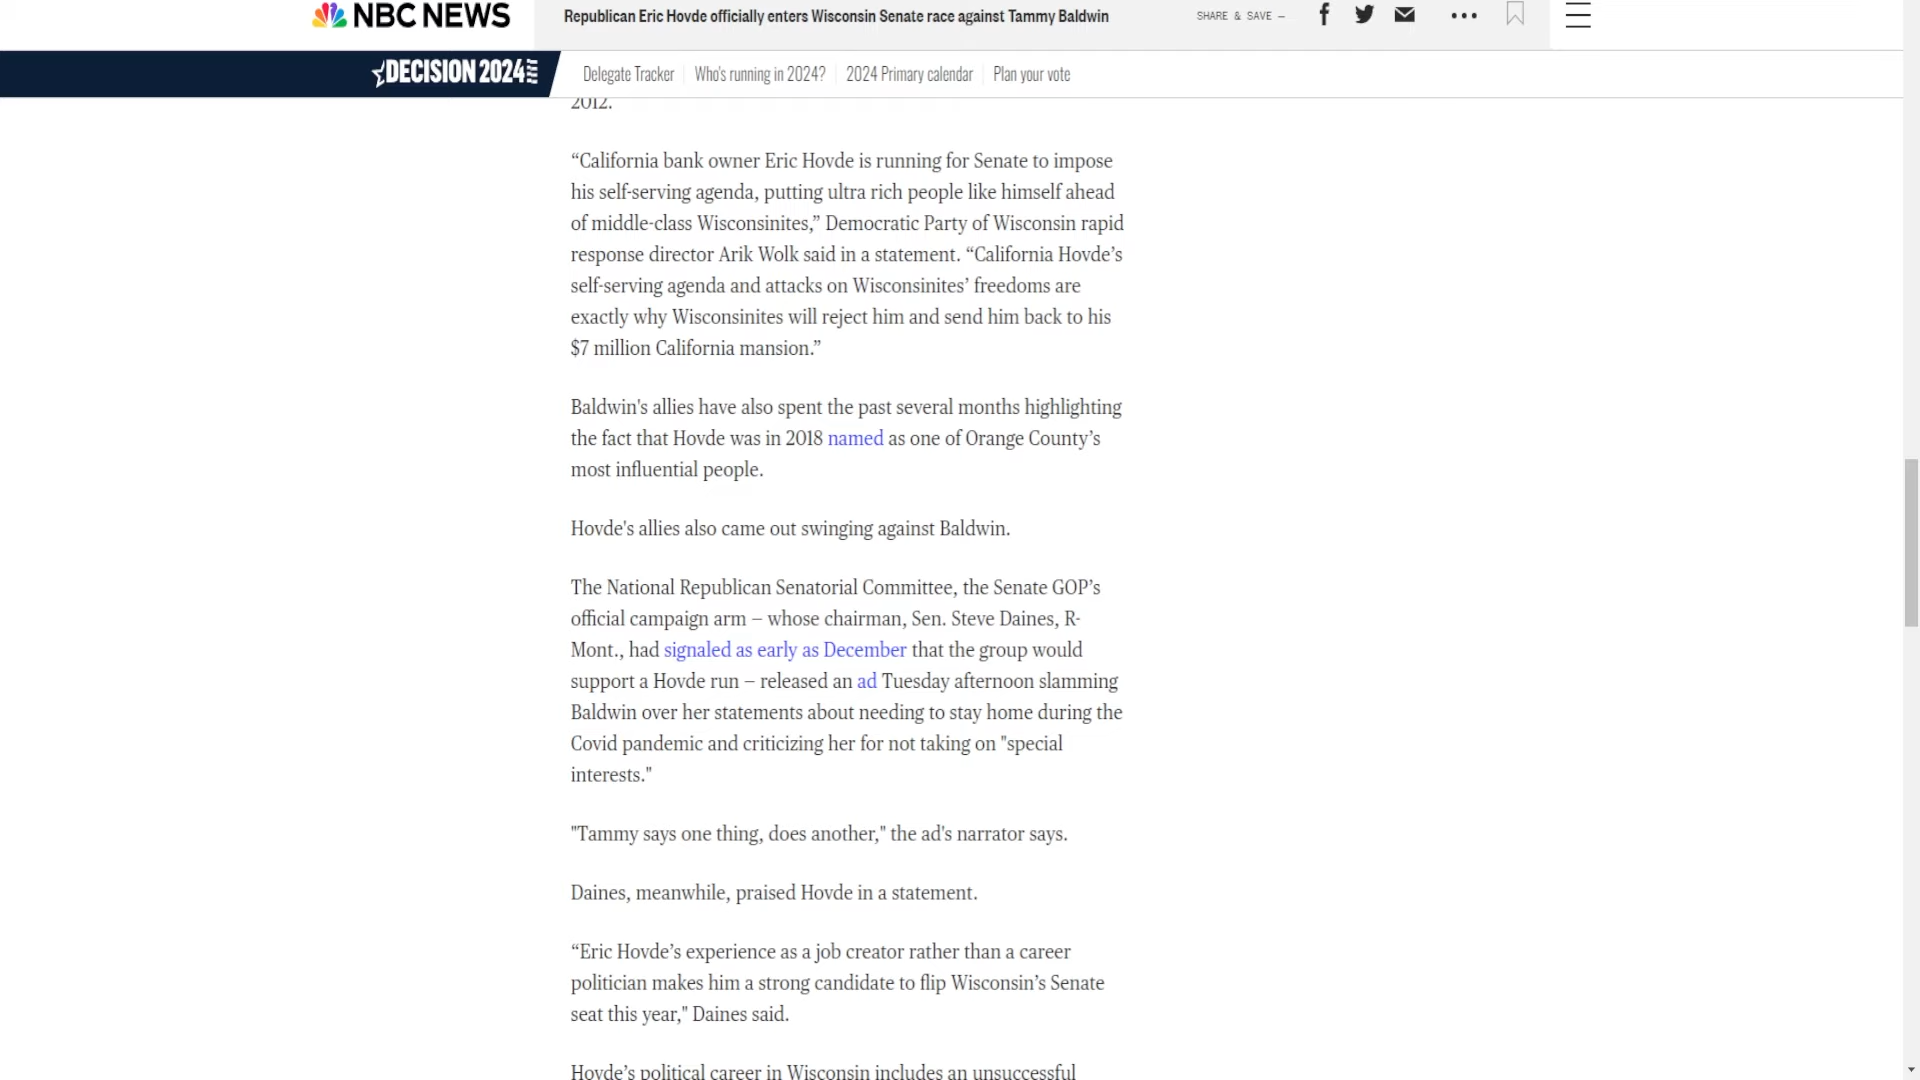 NBC NEWS
Republican Eric Hovde officially enters Wisconsin Senate race against Tammy Baldwin
SHARE & SAVE —
DECISION 2024
Delegate Tracker
Who's running in 2024?
2024 Primary calendar
Plan your vote
2012.
“California bank owner Eric Hovde is running for Senate to impose
his self-serving agenda, putting ultra rich people like himself ahead
of middle-class Wisconsinites,” Democratic Party of Wisconsin rapid
response director Arik Wolk said in a statement. “California Hovde’s
self-serving agenda and attacks on Wisconsinites’ freedoms are
exactly why Wisconsinites will reject him and send him back to his
$7 million California mansion.”
Baldwin's allies have also spent the past several months highlighting
the fact that Hovde was in 2018 named as one of Orange County’s
most influential people.
Hovde's allies also came out swinging against Baldwin.
The National Republican Senatorial Committee, the Senate GOP’s
official campaign arm — whose chairman, Sen. Steve Daines, R-
Mont., had signaled as early as December that the group would
support a Hovde run — released an ad Tuesday afternoon slamming
Baldwin over her statements about needing to stay home during the
Covid pandemic and criticizing her for not taking on "special
interests."
"Tammy says one thing, does another," the ad's narrator says.
Daines, meanwhile, praised Hovde in a statement.
“Eric Hovde’s experience as a job creator rather than a career
politician makes him a strong candidate to flip Wisconsin’s Senate
seat this year," Daines said.
Hovde’s political career in Wisconsin includes an unsuccessful